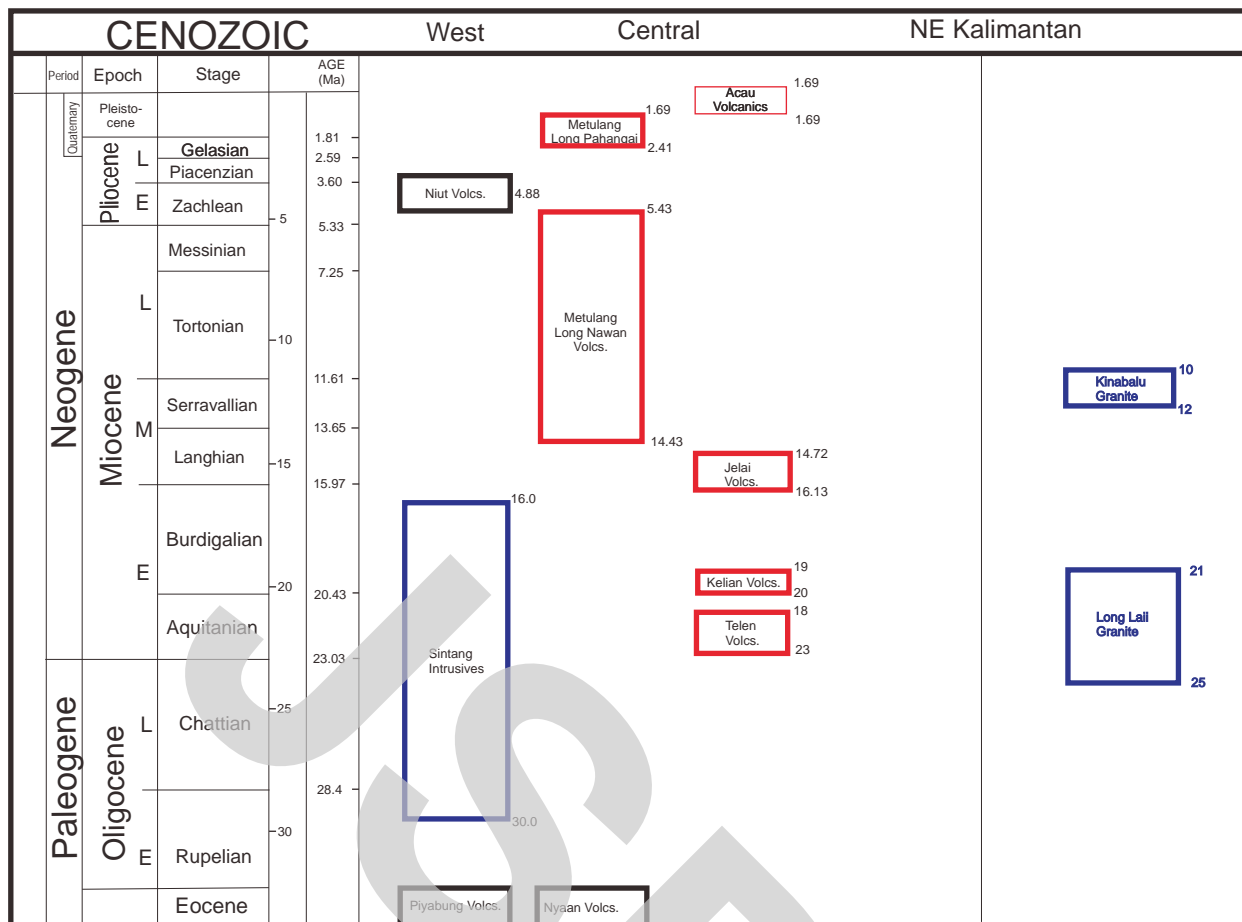 CENOZOIC West Central NE Kalimantan
Period Epoch Stage AGE
(Ma)
Quaternary
Pleisto-
cene
1.81
Gelasian
2.59
Piacenzian
3.60
Pliocene
L
E
Zachlean
5
5.33
Messinian
7.25
Neogene
Miocene
L
Tortonian
10
11.61
Serravallian
M
13.65
Langhian
15
15.97
Burdigalian
E
20
20.43
Aquitanian
23.03
Paleogene
Oligocene
L
Chattian
25
28.4
30
E
Rupelian
Eocene
Acau
Volcanics
1.69
1.69
Metulang
Long Pahangai
1.69
2.41
Niut Volcs.
4.88
Metulang
Long Nawan
Volcs.
5.43
14.43
Jelai
Volcs.
14.72
16.13
Kinabalu
Granite
10
12
Sintang
Intrusives
16.0
30.0
Kelian Volcs.
19
20
Telen
Volcs.
18
23
Long Lali
Granite
21
25
Piyabung Volcs.
Nyaan Volcs.